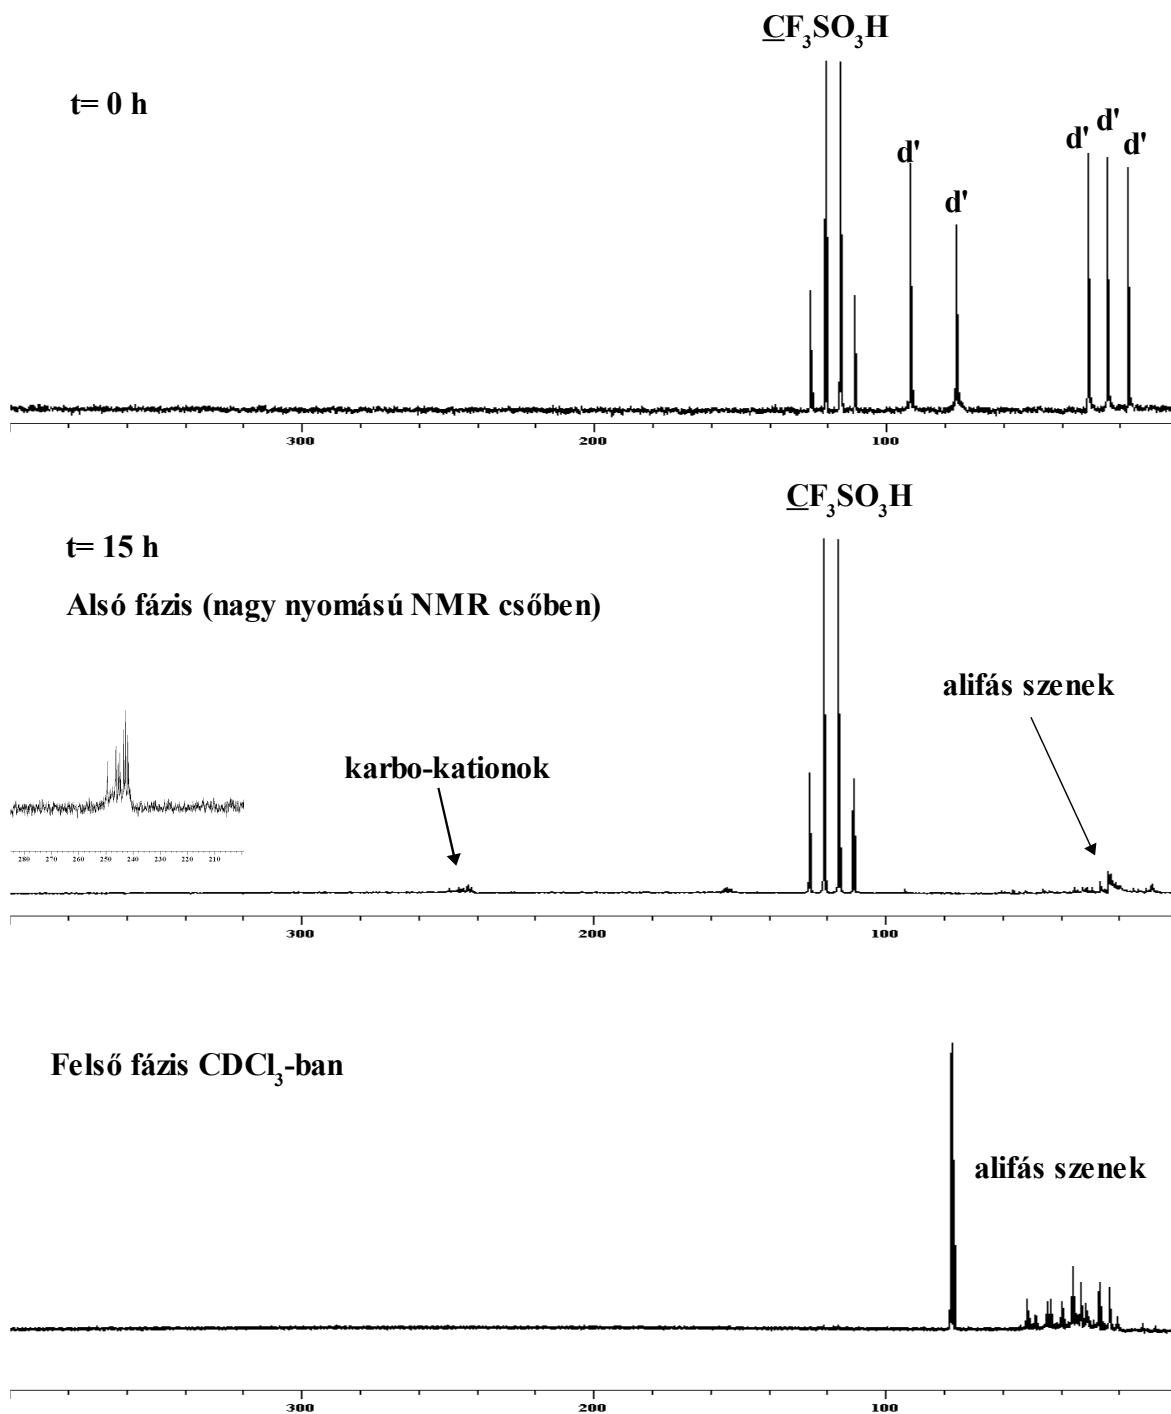 CF3SO3H
t= 0 h
d'
d'
d'
d'
d'
300 200 100
CF3SO3H
t= 15 h
Alsó fázis (nagy nyomású NMR csőben)
alifás szenek
karbo-kationok
280 270 260 250 240 230 220 210
300 200 100
Felső fázis CDCl3-ban
alifás szenek
300 200 100